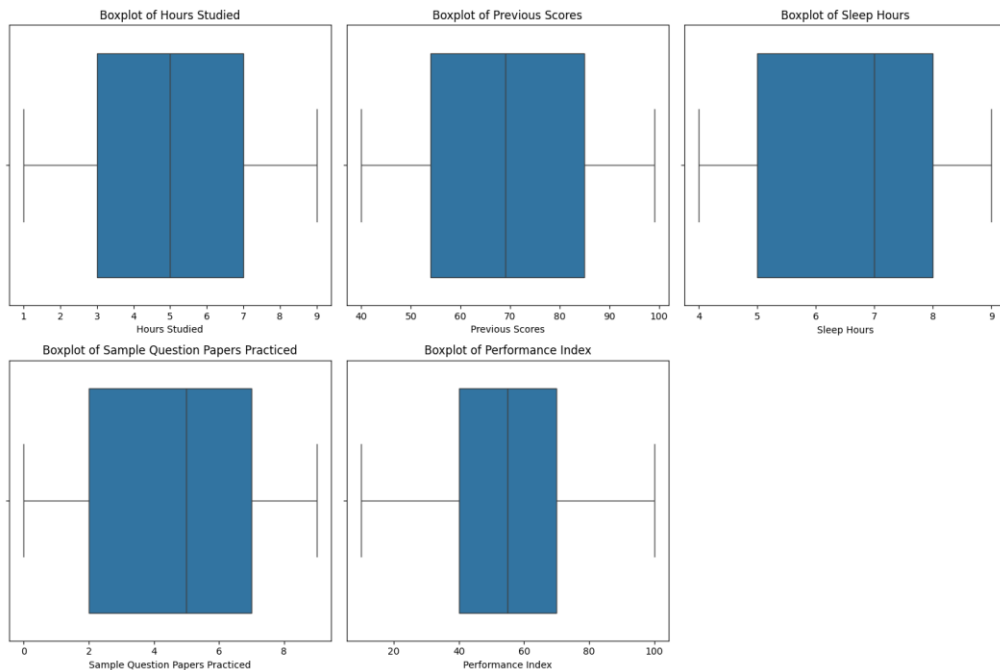 Boxplot of Hours Studied
1 2 3 4 5 6 7 8 9
Hours Studied
Boxplot of Previous Scores
40 50 60 70 80 90 100
Previous Scores
Boxplot of Sleep Hours
4 5 6 7 8 9
Sleep Hours
Boxplot of Sample Question Papers Practiced
0 2 4 6 8
Sample Question Papers Practiced
Boxplot of Performance Index
20 40 60 80 100
Performance Index